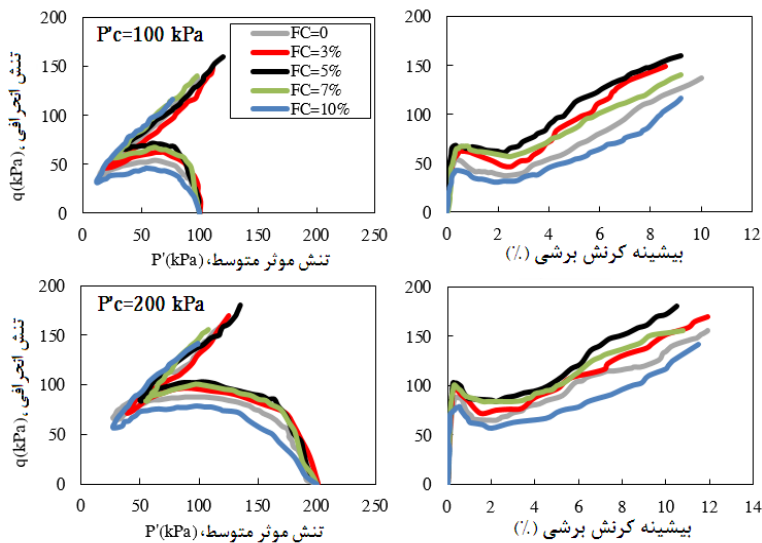 P'c=100 kPa
FC=0
FC=3%
FC=5%
FC=7%
FC=10%
q(kPa)، تنش انحرافی
200
150
100
50
0
0 50 100 150 200 250
تنش موثر متوسط، P'(kPa)
200
150
100
50
0
0 2 4 6 8 10 12
بیشینه کرنش برشی (٪)
P'c=200 kPa
q(kPa)، تنش انحرافی
200
150
100
50
0
0 50 100 150 200 250
تنش موثر متوسط، P'(kPa)
200
150
100
50
0
0 2 4 6 8 10 12 14
بیشینه کرنش برشی (٪)